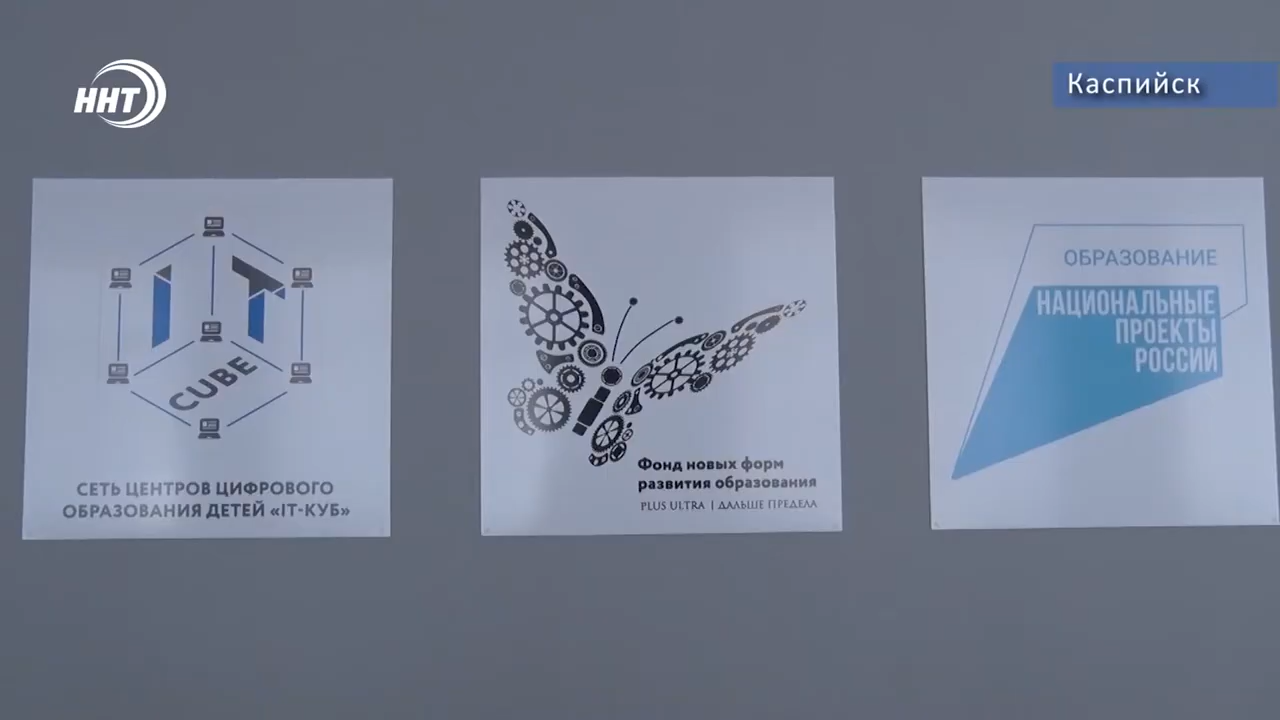 ННТ
Каспийск
IT
CUBE
СЕТЬ ЦЕНТРОВ ЦИФРОВОГО
ОБРАЗОВАНИЯ ДЕТЕЙ «IT-КУБ»
Фонд новых форм
развития образования
PLUS ULTRA | ДАЛЬШЕ ПРЕДЕЛА
ОБРАЗОВАНИЕ
НАЦИОНАЛЬНЫЕ
ПРОЕКТЫ
РОССИИ